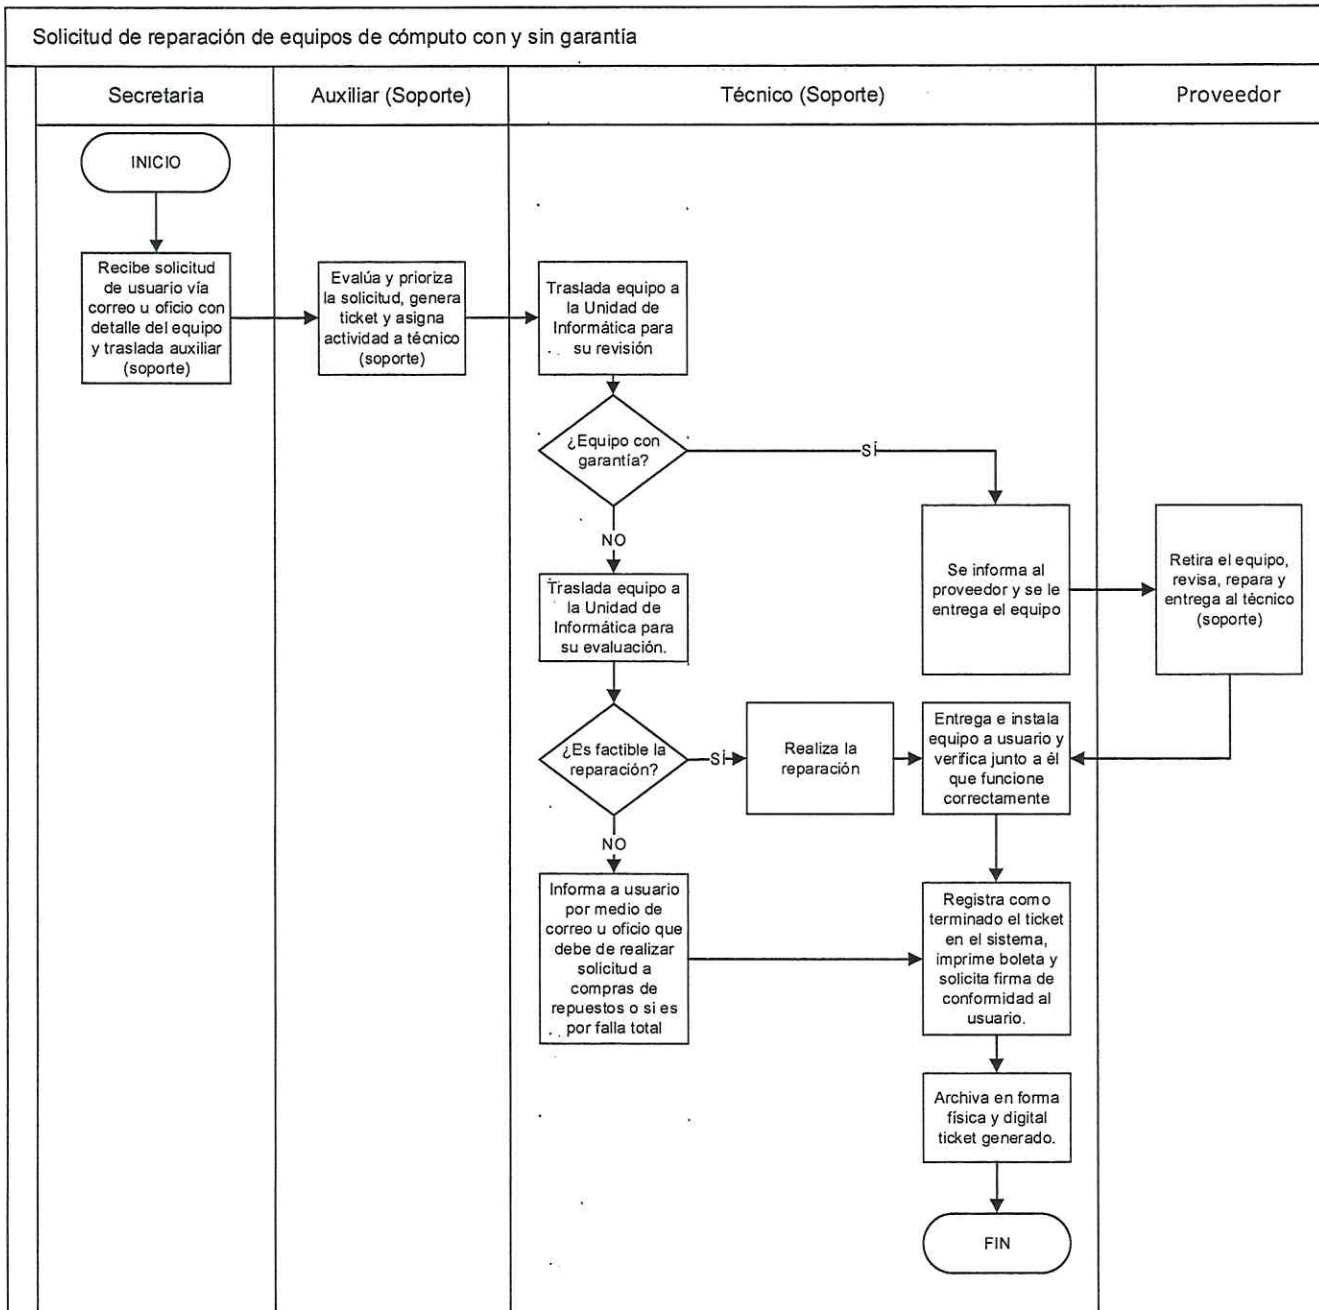 Solicitud de reparación de equipos de cómputo con y sin garantía
Secretaria
Auxiliar (Soporte)
Técnico (Soporte)
Proveedor
INICIO
Recibe solicitud
de usuario vía
correo u oficio con
detalle del equipo
y traslada auxiliar
(soporte)
Evalúa y prioriza
la solicitud, genera
ticket y asigna
actividad a técnico
(soporte)
Traslada equipo a
la Unidad de
Informática para
su revisión
¿Equipo con
garantía?
SÍ
NO
Se informa al
proveedor y se le
entrega el equipo
Retira el equipo,
revisa, repara y
entrega al técnico
(soporte)
Traslada equipo a
la Unidad de
Informática para
su evaluación.
¿Es factible la
reparación?
SÍ
Realiza la
reparación
Entrega e instala
equipo a usuario y
verifica junto a él
que funcione
correctamente
NO
Informa a usuario
por medio de
correo u oficio que
debe de realizar
solicitud a
compras de
repuestos o si es
por falla total
Registra como
terminado el ticket
en el sistema,
imprime boleta y
solicita firma de
conformidad al
usuario.
Archiva en forma
física y digital
ticket generado.
FIN